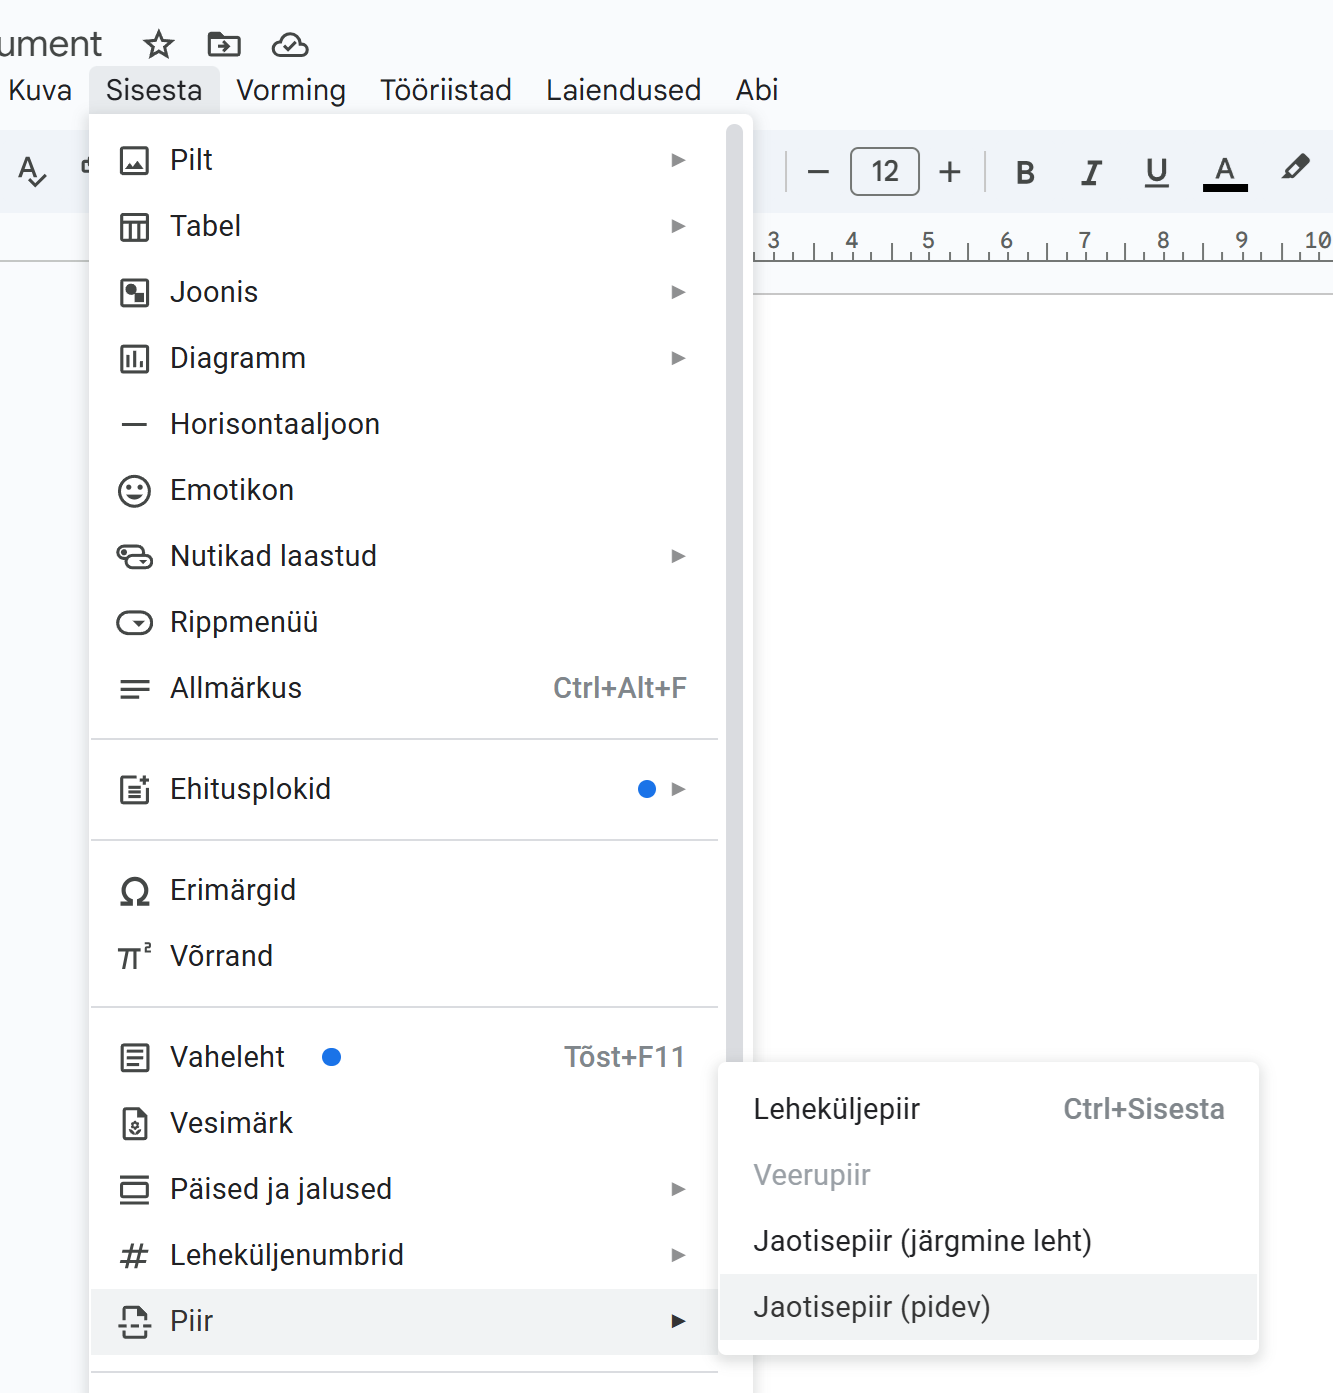 ument
Kuva Sisesta Vorming Tööriistad Laiendused Abi
12 B I U A
3 4 5 6 7 8 9 10
Pilt
Tabel
Joonis
Diagramm
Horisontaaljoon
Emotikon
Nutikad laastud
Rippmenüü
Allmärkus Ctrl+Alt+F
Ehitusplokid
Erimärgid
Võrrand
Vaheleht Tõst+F11
Vesimärk
Päised ja jalused
Leheküljenumbrid
Piir
Leheküljepiir Ctrl+Sisesta
Veerupiir
Jaotisepiir (järgmine leht)
Jaotisepiir (pidev)